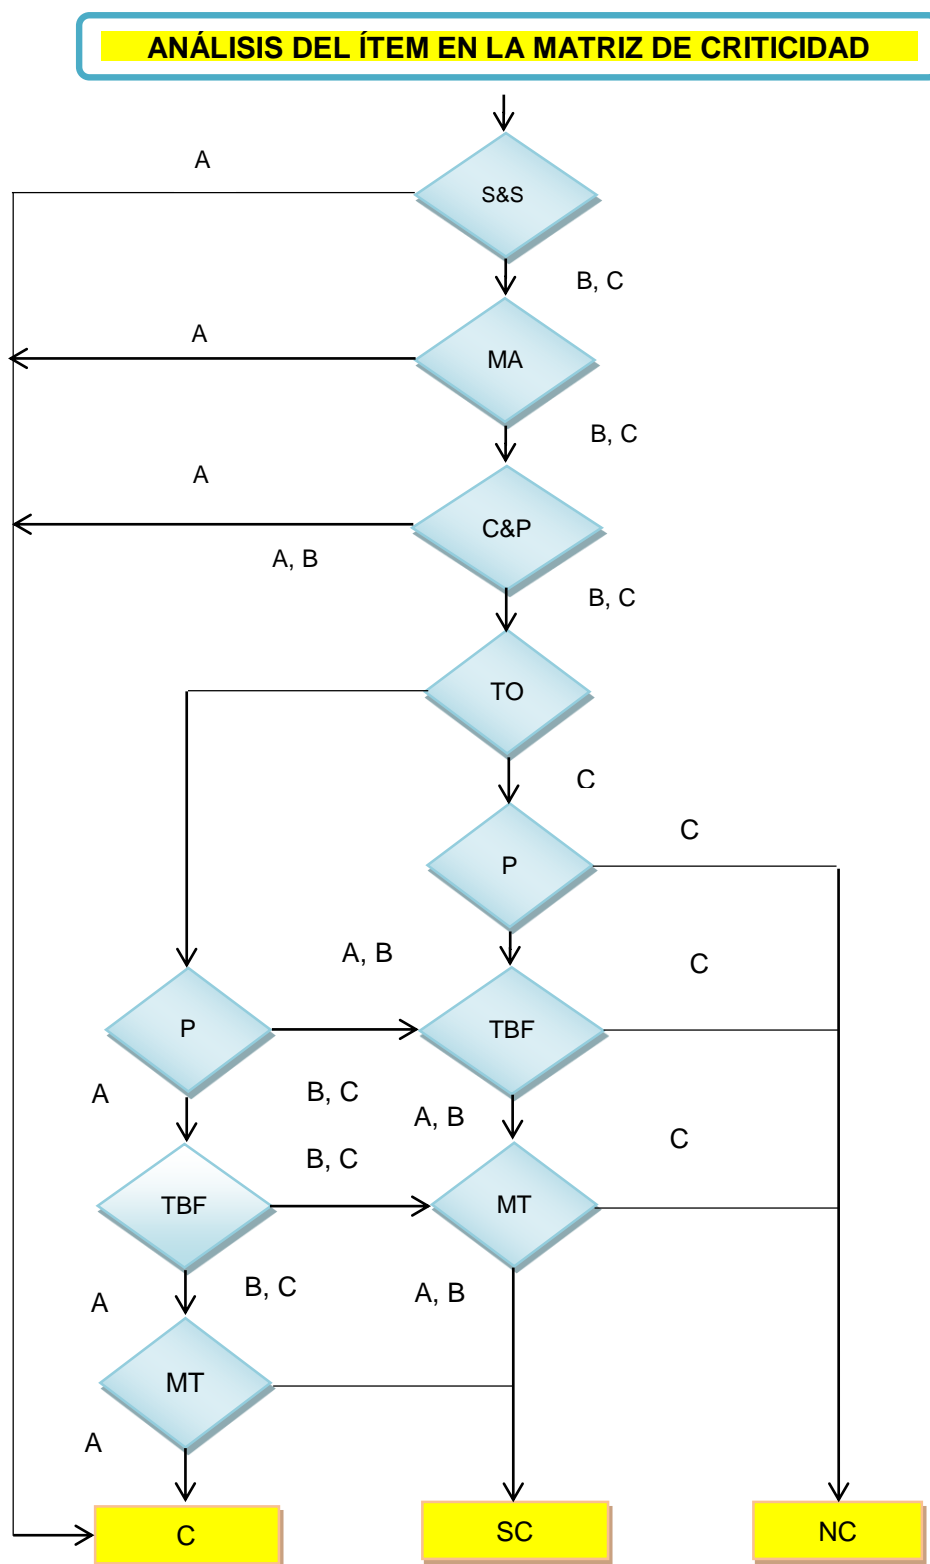 ANÁLISIS DEL ÍTEM EN LA MATRIZ DE CRITICIDAD
A
S&S
B, C
A
MA
B, C
A
C&P
A, B
B, C
TO
C
C
P
A, B
C
P
TBF
A
B, C
A, B
C
B, C
TBF
MT
B, C
A, B
A
MT
A
C
SC
NC